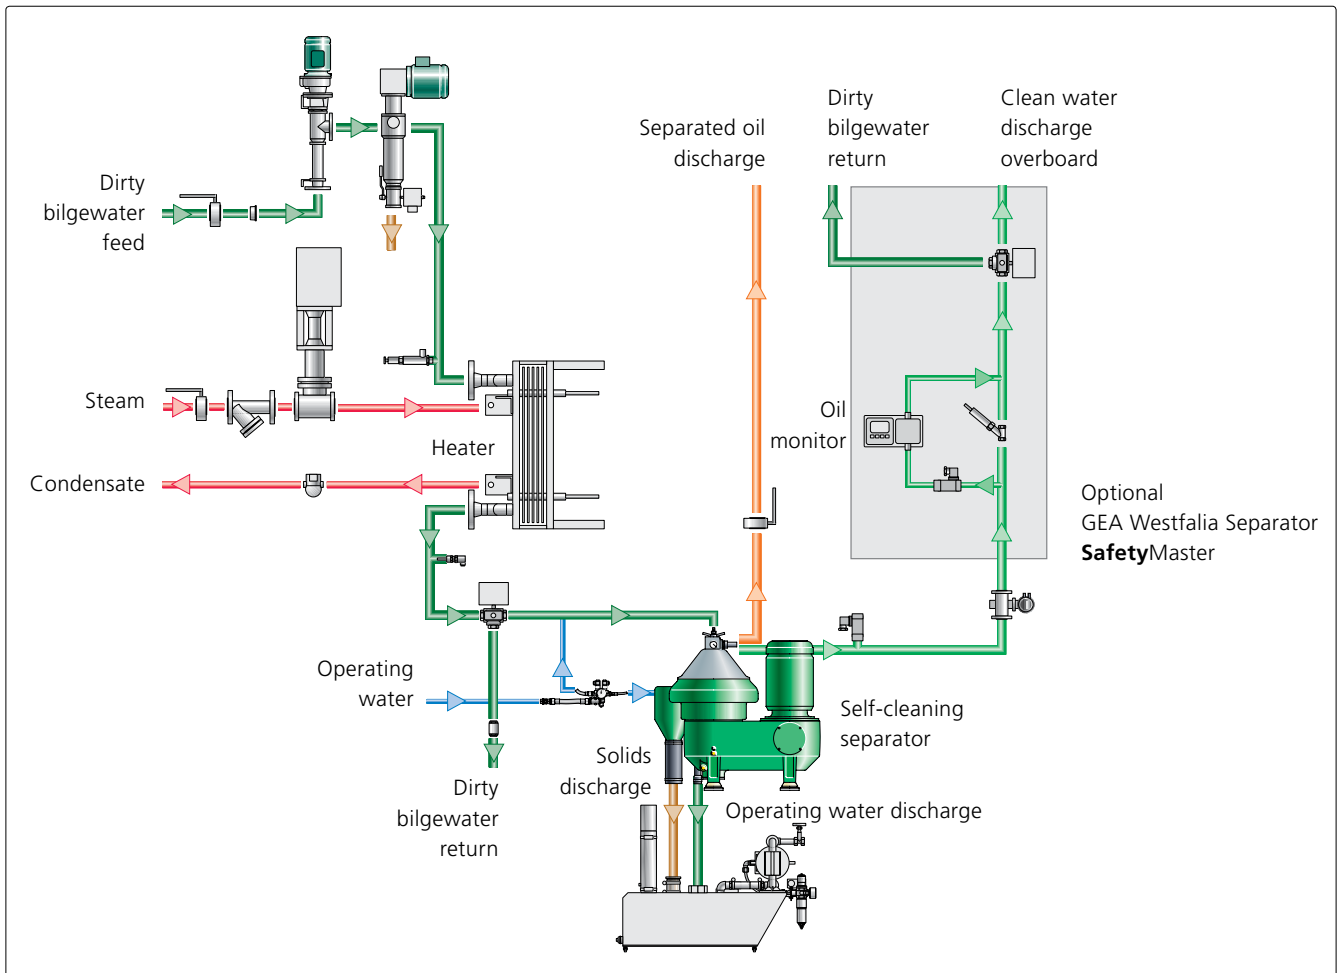 Separated oil
discharge
Dirty
bilgewater
return
Clean water
discharge
overboard
Dirty
bilgewater
feed
Steam
Heater
Condensate
Oil
monitor
Optional
GEA Westfalia Separator
SafetyMaster
Operating
water
Self-cleaning
separator
Solids
discharge
Dirty
bilgewater
return
Operating water discharge